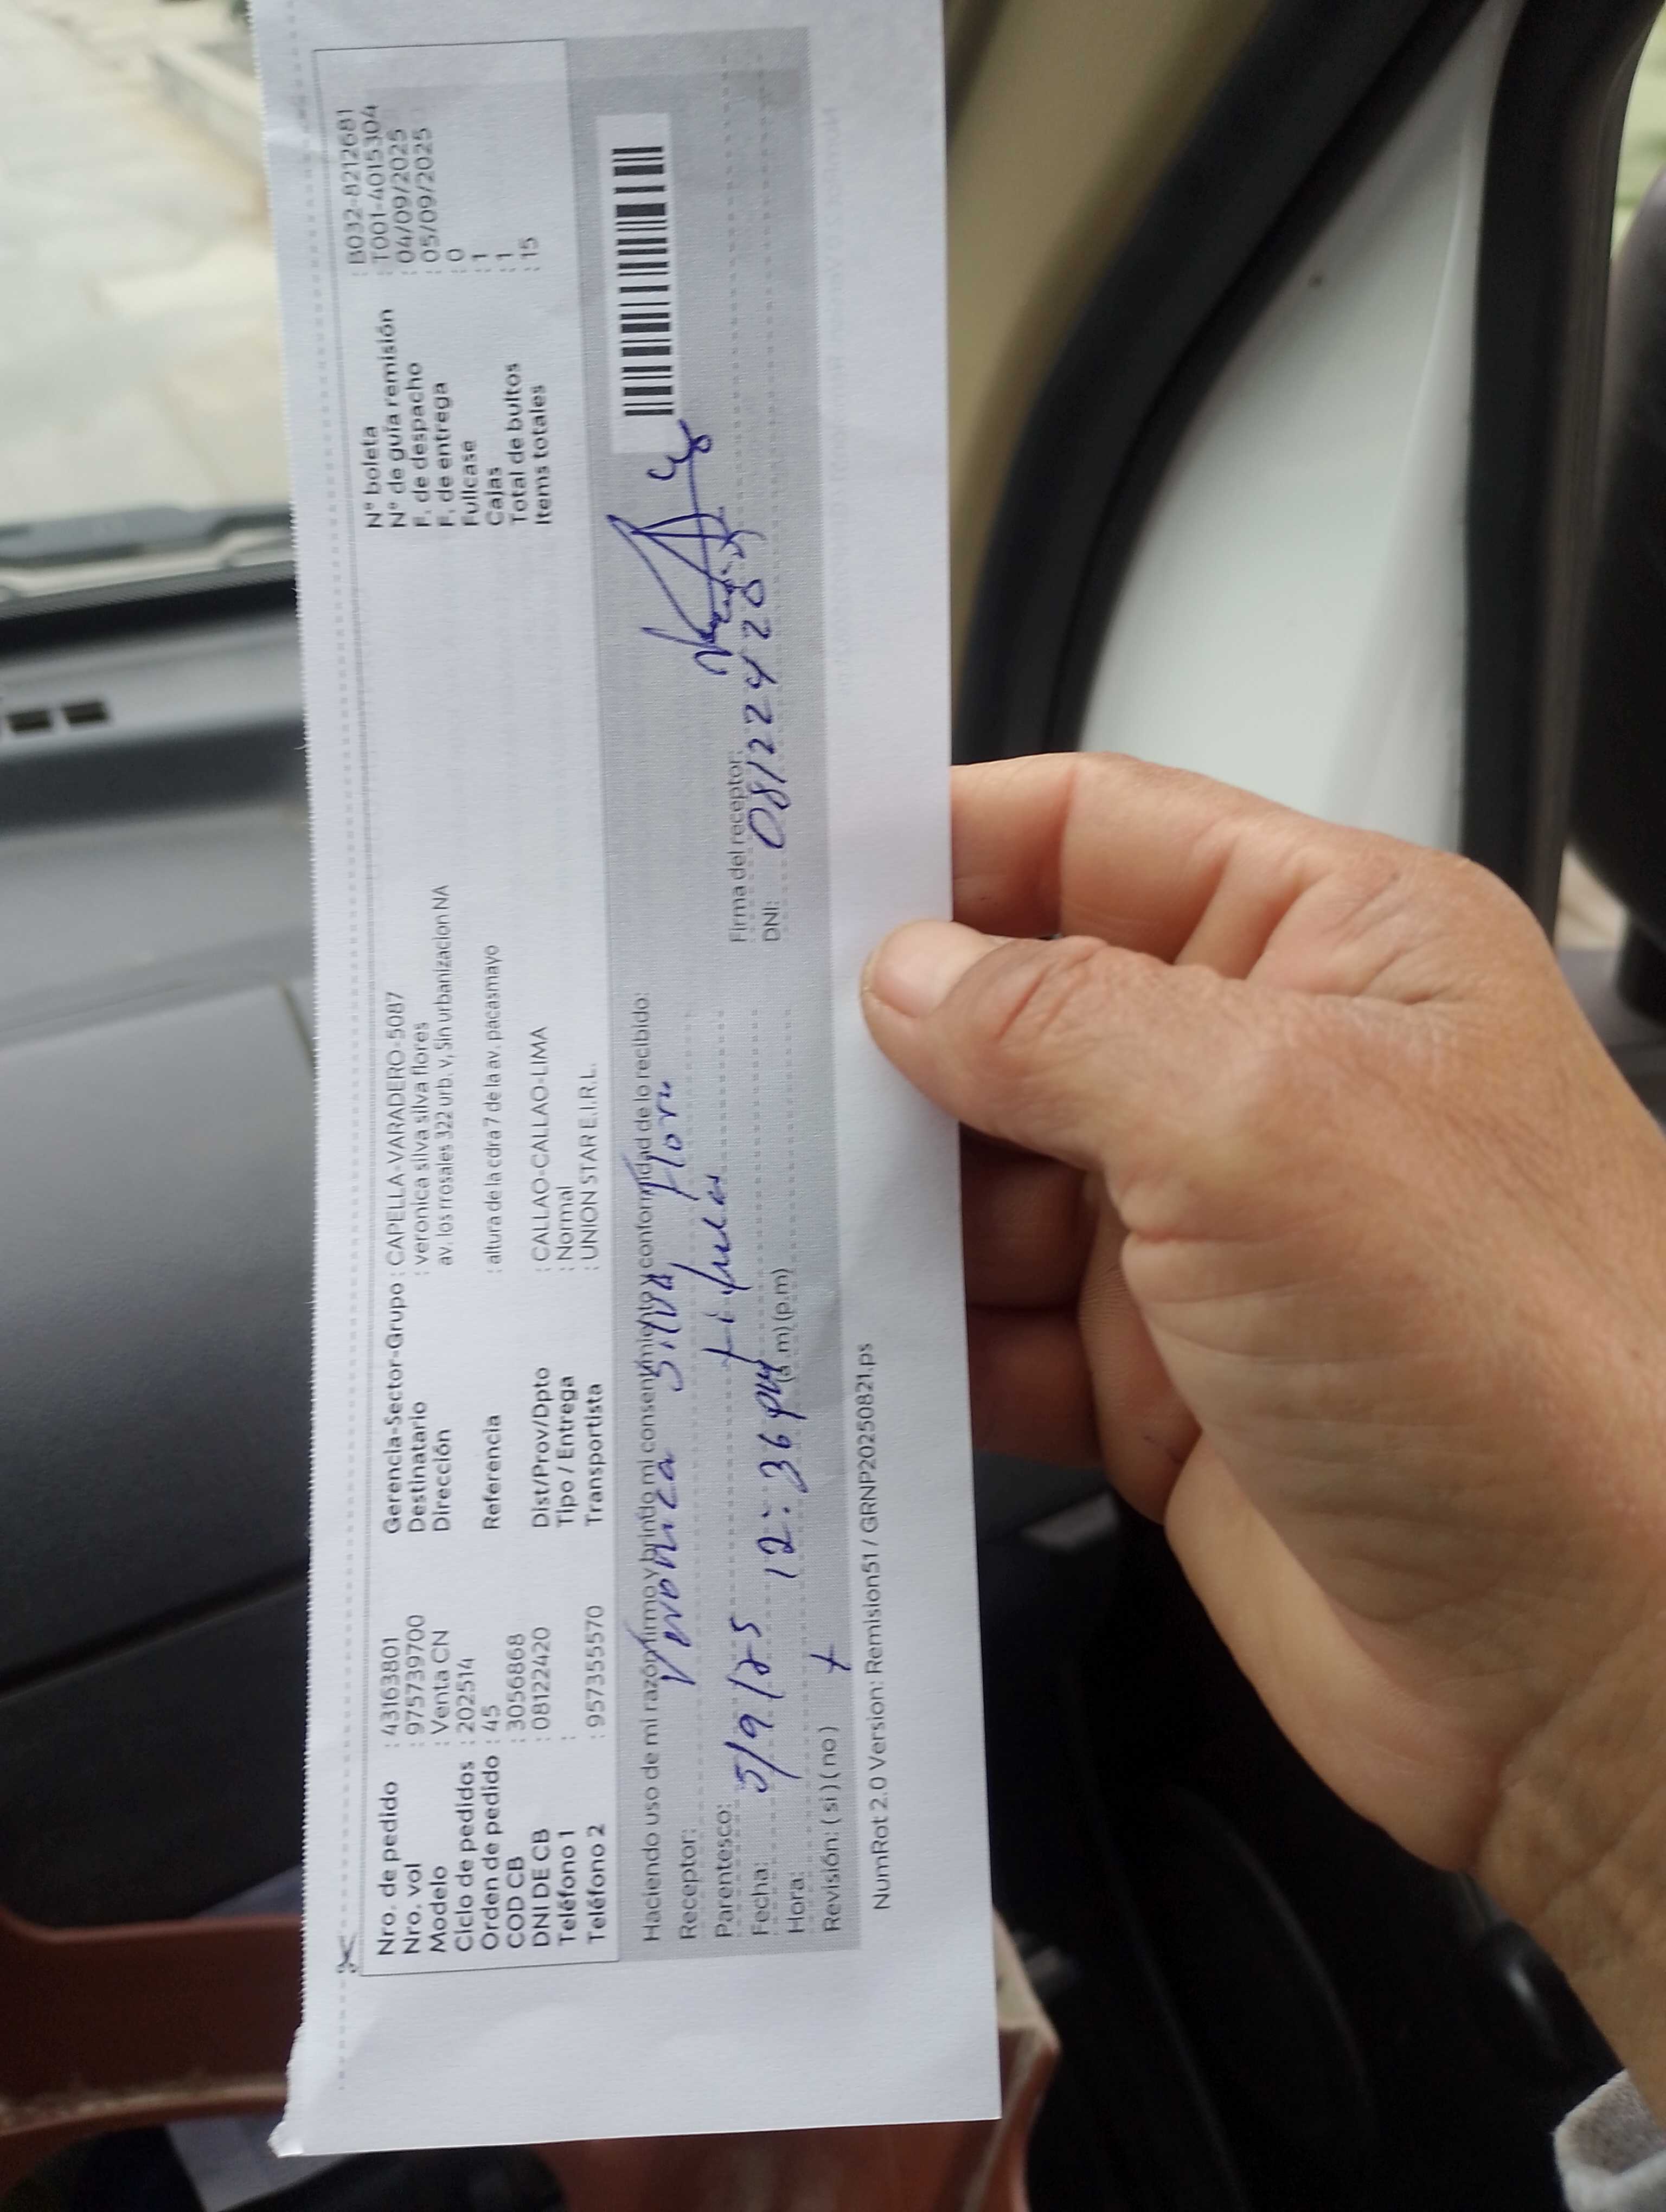 Nro. de pedido : 43163801
Nro. vol : 975739700
Modelo : Venta CN
Ciclo de pedidos : 202514
Orden de pedido : 45
COD CB : 3056868
DNI DE CB : 08122420
Teléfono 1 :
Teléfono 2 : 957355570
Gerencia-Sector-Grupo : CAPELLA-VARADERO-5087
Destinatario : veronica silva silva flores
Dirección av. los rosales 322 urb. v, Sin urbanizacion NA
Referencia : altura de la cdra 7 de la av. pacasmayo
Dist/Prov/Dpto : CALLAO-CALLAO-LIMA
Tipo / Entrega : Normal
Transportista : UNION STAR E.I.R.L.
N° boleta : B032-8212681
N° de guía remisión : T001-4015304
F. de despacho : 04/09/2025
F. de entrega : 05/09/2025
Fullcase : 0
Cajas : 1
Total de bultos : 1
Items totales : 15
Haciendo uso de mi razón firmo y brindo mi consentimiento y conformidad de lo recibido:
Receptor: Veronica Silva Flores
Parentesco: titular
Fecha: 5/9/25
Hora: 12:36 pm (a.m) (p.m)
Revisión: ( si ) ( no )
Firma del receptor:
DNI:
NumRot 2.0 Version: Remision51 / GRNP20250821.ps